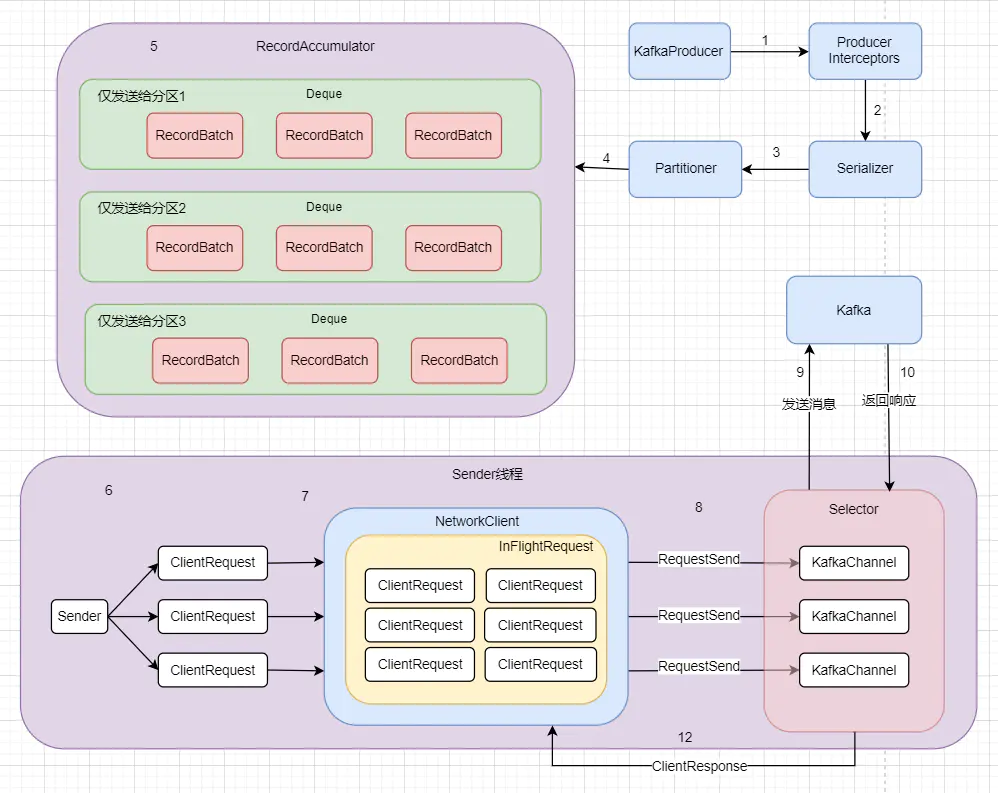 5
RecordAccumulator
仅发送给分区1
Deque
RecordBatch
RecordBatch
RecordBatch
仅发送给分区2
Deque
RecordBatch
RecordBatch
RecordBatch
仅发送给分区3
Deque
RecordBatch
RecordBatch
RecordBatch
KafkaProducer
1
Producer
Interceptors
2
Serializer
3
Partitioner
4
Kafka
9
发送消息
10
返回响应
Sender线程
6
7
8
Sender
ClientRequest
ClientRequest
ClientRequest
NetworkClient
InFlightRequest
ClientRequest
ClientRequest
ClientRequest
ClientRequest
ClientRequest
ClientRequest
RequestSend
RequestSend
RequestSend
Selector
KafkaChannel
KafkaChannel
KafkaChannel
12
ClientResponse